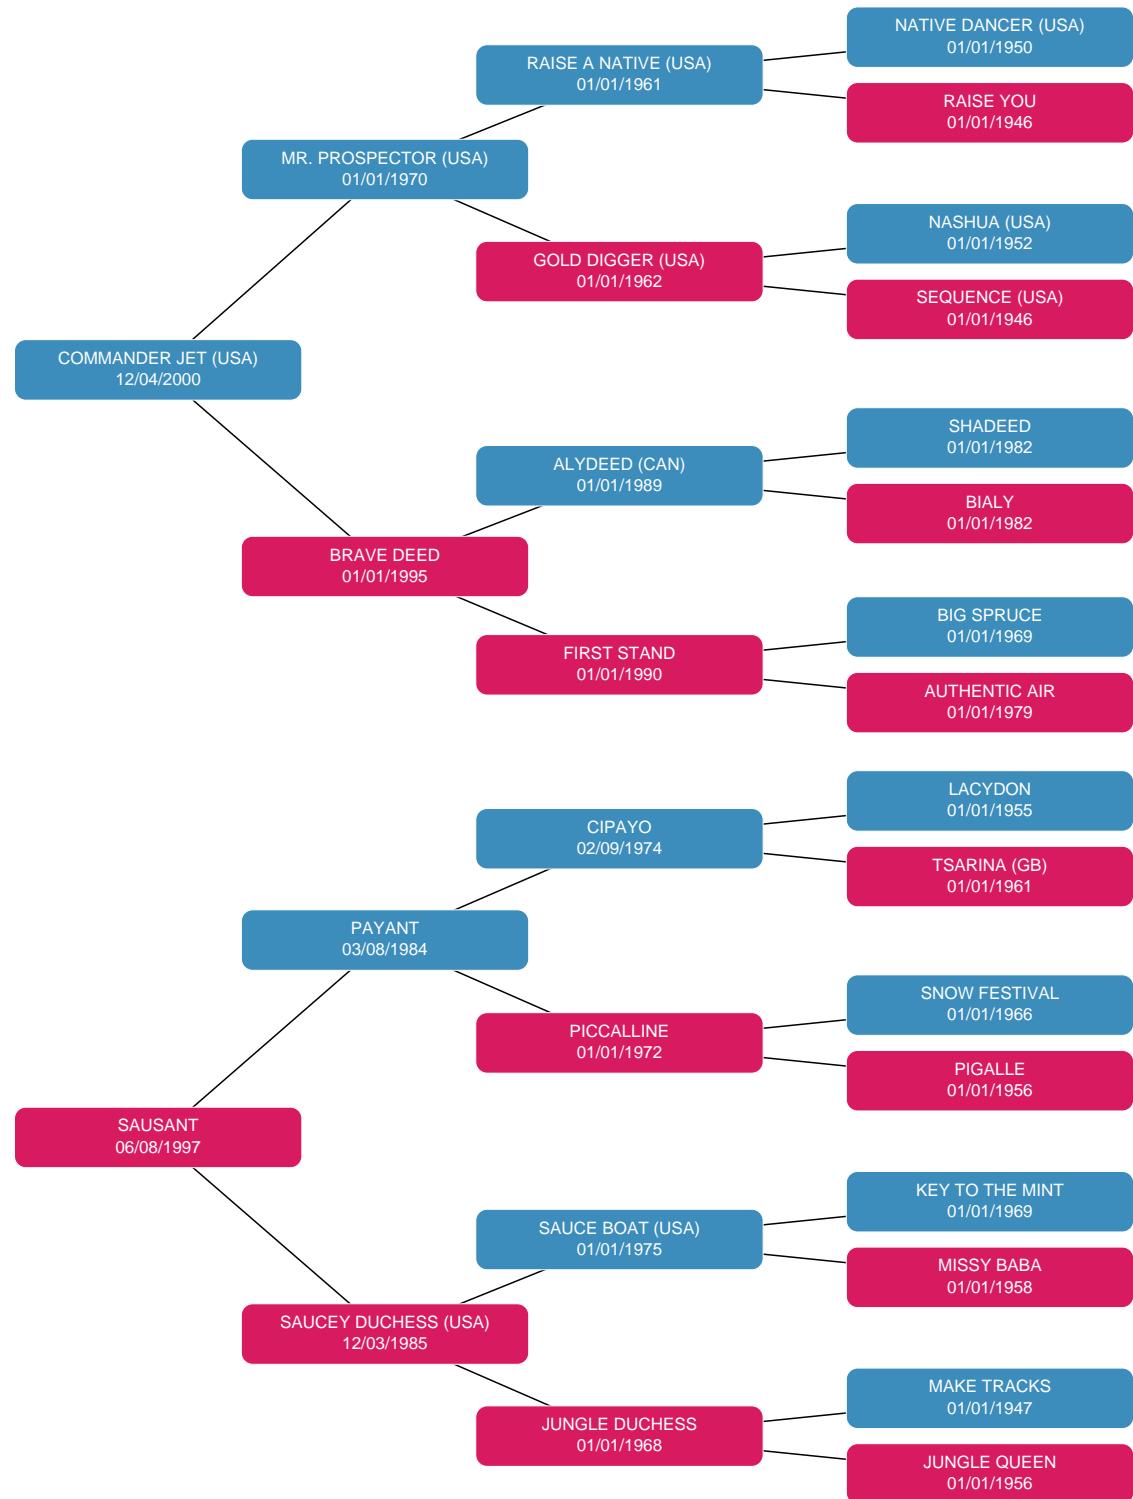 NATIVE DANCER (USA)
01/01/1950
RAISE A NATIVE (USA)
01/01/1961
RAISE YOU
01/01/1946
MR. PROSPECTOR (USA)
01/01/1970
NASHUA (USA)
01/01/1952
GOLD DIGGER (USA)
01/01/1962
SEQUENCE (USA)
01/01/1946
COMMANDER JET (USA)
12/04/2000
SHADEED
01/01/1982
ALYDEED (CAN)
01/01/1989
BIALY
01/01/1982
BRAVE DEED
01/01/1995
BIG SPRUCE
01/01/1969
FIRST STAND
01/01/1990
AUTHENTIC AIR
01/01/1979
LACYDON
01/01/1955
CIPAYO
02/09/1974
TSARINA (GB)
01/01/1961
PAYANT
03/08/1984
SNOW FESTIVAL
01/01/1966
PICCALLINE
01/01/1972
PIGALLE
01/01/1956
SAUSANT
06/08/1997
KEY TO THE MINT
01/01/1969
SAUCE BOAT (USA)
01/01/1975
MISSY BABA
01/01/1958
SAUCEY DUCHESS (USA)
12/03/1985
MAKE TRACKS
01/01/1947
JUNGLE DUCHESS
01/01/1968
JUNGLE QUEEN
01/01/1956